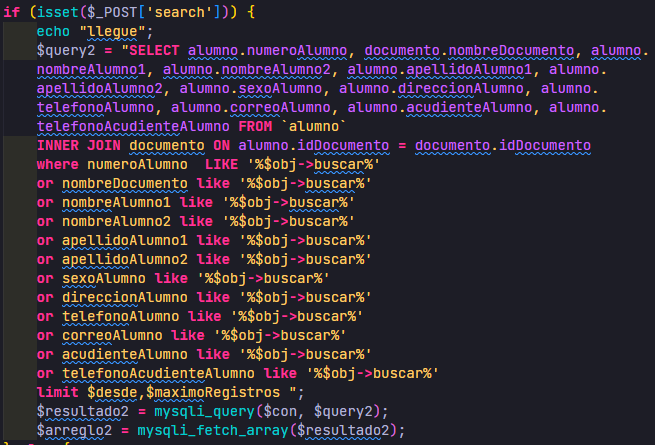 if (isset($_POST['search'])) {
echo "llegue";
$query2 = "SELECT alumno.numeroAlumno, documento.nombreDocumento, alumno.
nombreAlumno1, alumno.nombreAlumno2, alumno.apellidoAlumno1, alumno.
apellidoAlumno2, alumno.sexoAlumno, alumno.direccionAlumno, alumno.
telefonoAlumno, alumno.correoAlumno, alumno.acudienteAlumno, alumno.
telefonoAcudienteAlumno FROM `alumno`
INNER JOIN documento ON alumno.idDocumento = documento.idDocumento
where numeroAlumno  LIKE '%$obj->buscar%'
or nombreDocumento like '%$obj->buscar%'
or nombreAlumno1 like '%$obj->buscar%'
or nombreAlumno2 like '%$obj->buscar%'
or apellidoAlumno1 like '%$obj->buscar%'
or apellidoAlumno2 like '%$obj->buscar%'
or sexoAlumno like '%$obj->buscar%'
or direccionAlumno like '%$obj->buscar%'
or telefonoAlumno like '%$obj->buscar%'
or correoAlumno like '%$obj->buscar%'
or acudienteAlumno like '%$obj->buscar%'
or telefonoAcudienteAlumno like '%$obj->buscar%'
limit $desde,$maximoRegistros ";
$resultado2 = mysqli_query($con, $query2);
$arreglo2 = mysqli_fetch_array($resultado2);